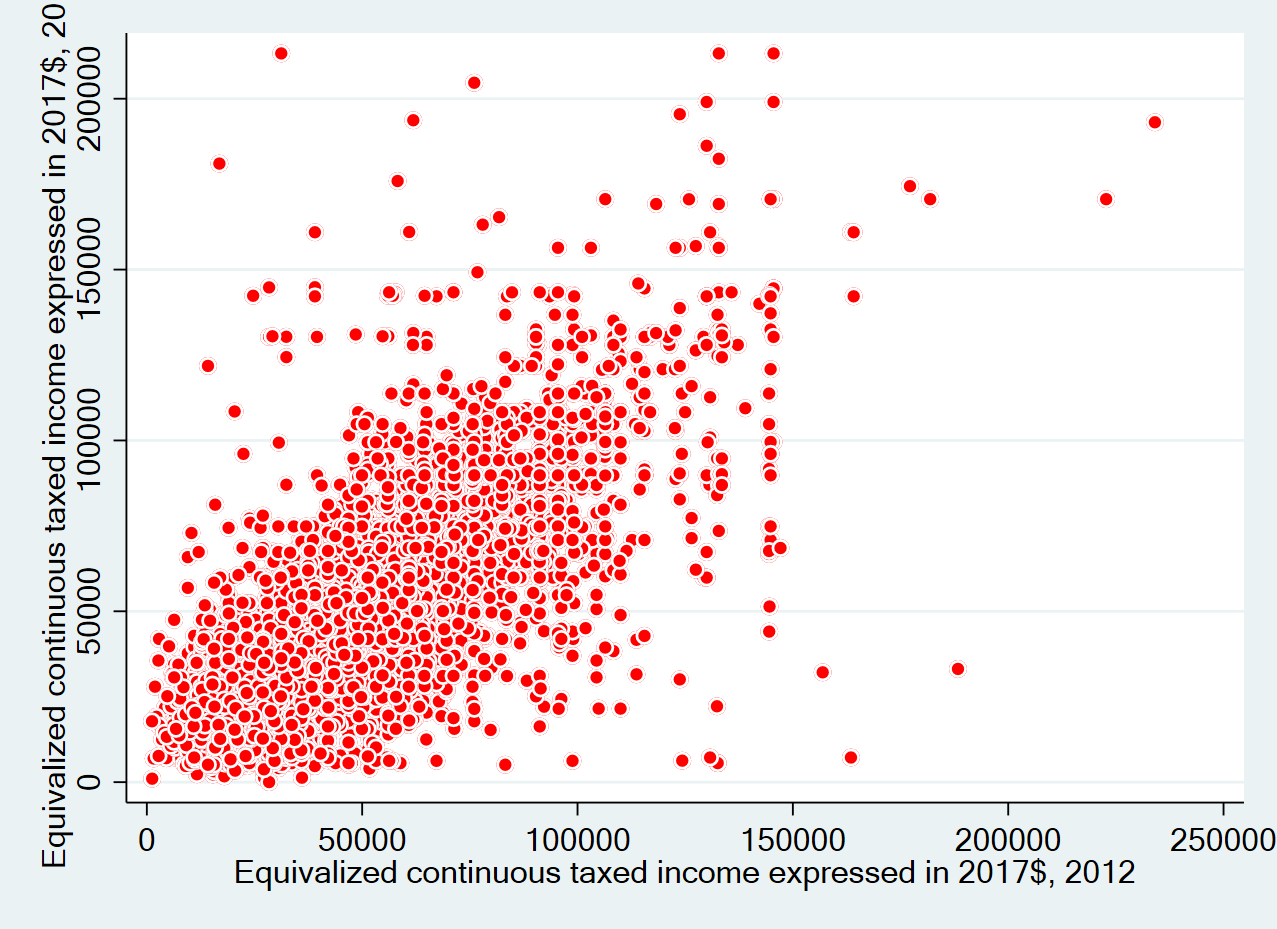 Equivalized continuous taxed income expressed in 2017$, 20
200000
150000
100000
50000
0
0 50000 100000 150000 200000 250000
Equivalized continuous taxed income expressed in 2017$, 2012